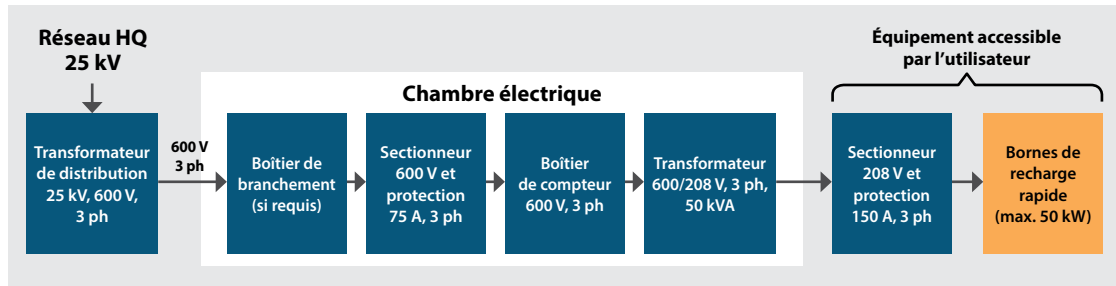 Réseau HQ
25 kV
Équipement accessible
par l'utilisateur
Chambre électrique
Transformateur
de distribution
25 kV, 600 V,
3 ph
600 V
3 ph
Boîtier de
branchement
(si requis)
Sectionneur
600 V et
protection
75 A, 3 ph
Boîtier
de compteur
600 V, 3 ph
Transformateur
600/208 V, 3 ph,
50 kVA
Sectionneur
208 V et
protection
150 A, 3 ph
Bornes de
recharge
rapide
(max. 50 kW)